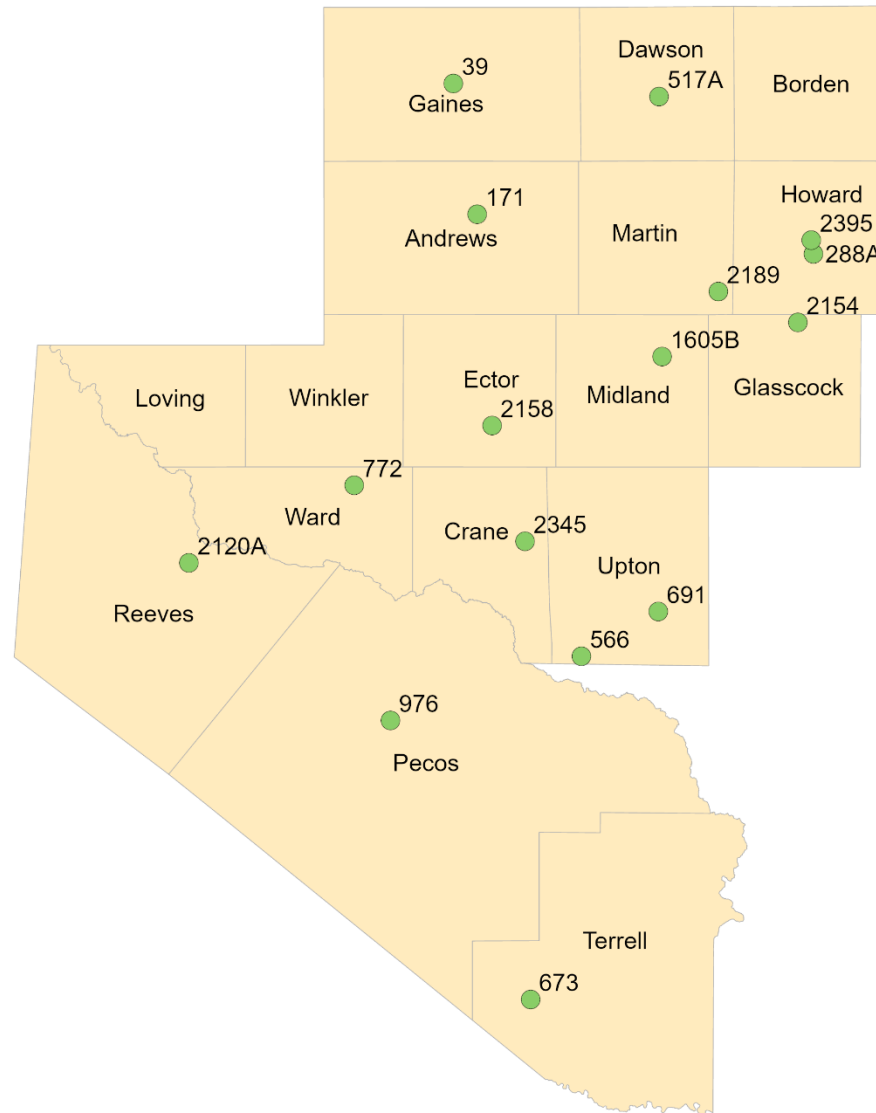 Dawson
39
517A
Gaines
Borden
171
Howard
2395
Andrews
Martin
288A
2189
2154
1605B
Ector
Loving
Winkler
Midland
Glasscock
2158
772
Ward
Crane
2345
2120A
Upton
Reeves
691
566
976
Pecos
Terrell
673